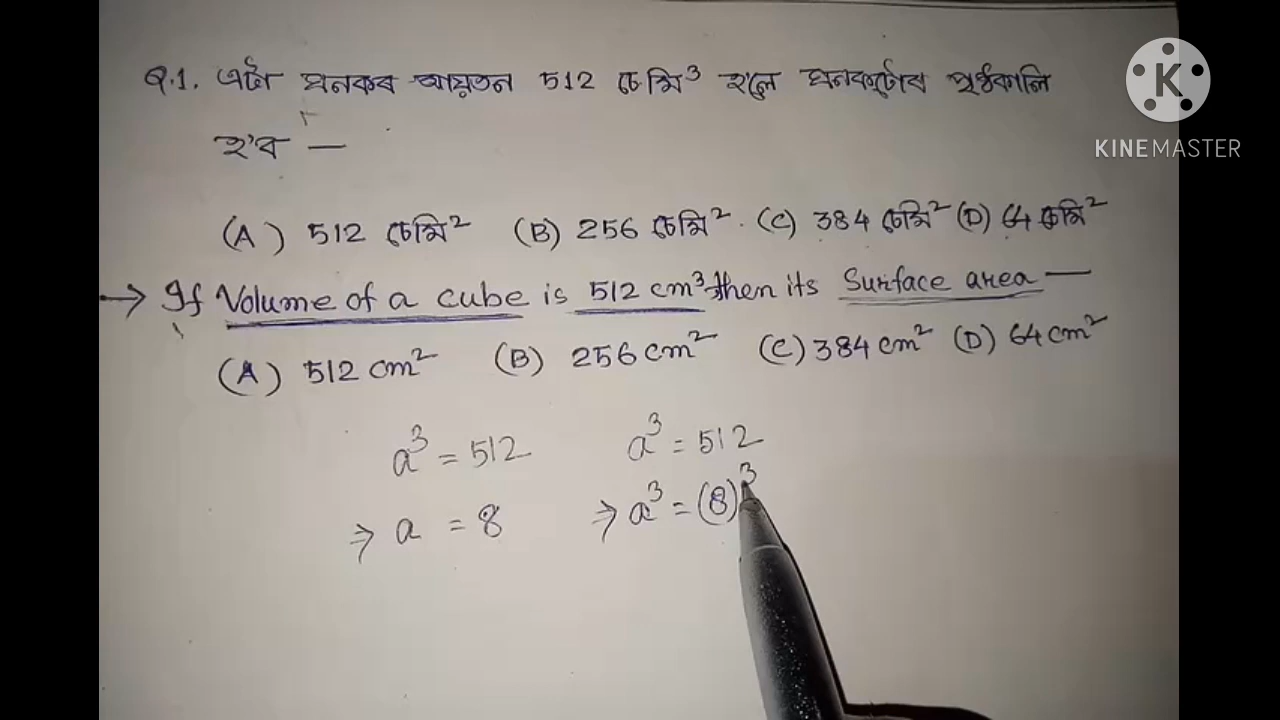 Q.1. এটা ঘনকৰ আয়তন 512 চেমি³ হ'লে ঘনকটোৰ পৃষ্ঠকালি
হ'ব —
(A) 512 চেমি² (B) 256 চেমি². (C) 384 চেমি² (D) 64 চেমি²
→ If Volume of a cube is 512 cm³ then its Surface area —
(A) 512 cm² (B) 256 cm² (C) 384 cm² (D) 64 cm²
a³ = 512 a³ = 512
⇒ a = 8 ⇒ a³ = (8)³
K
KINEMASTER